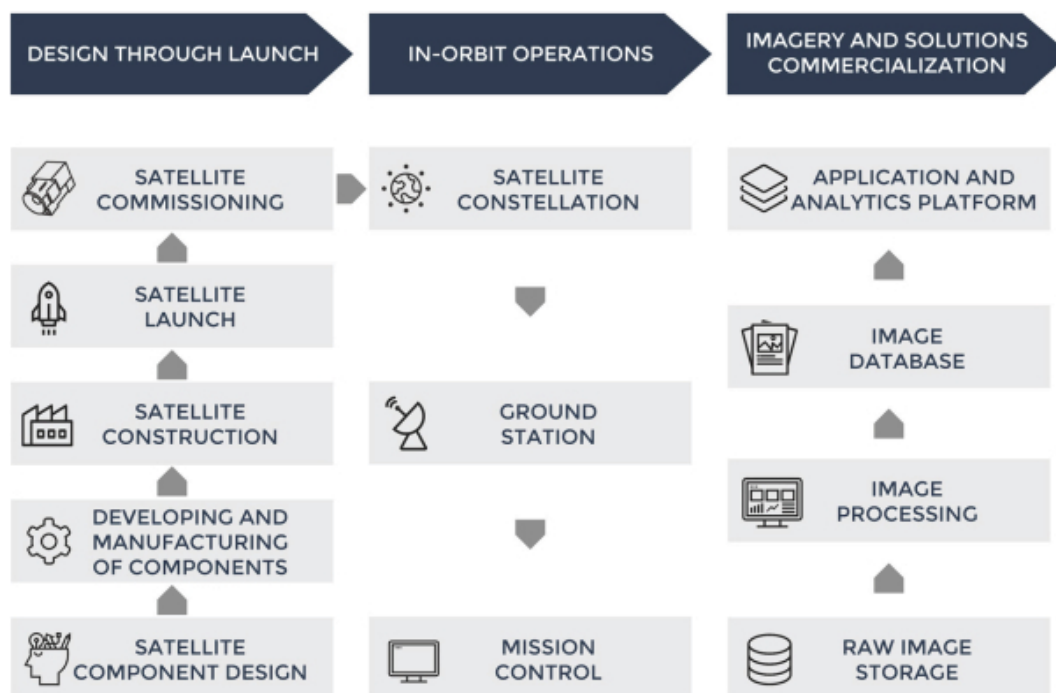 DESIGN THROUGH LAUNCH
IN-ORBIT OPERATIONS
IMAGERY AND SOLUTIONS
COMMERCIALIZATION
SATELLITE
COMMISSIONING
SATELLITE
LAUNCH
SATELLITE
CONSTRUCTION
DEVELOPING AND
MANUFACTURING
OF COMPONENTS
SATELLITE
COMPONENT DESIGN
SATELLITE
CONSTELLATION
GROUND
STATION
MISSION
CONTROL
APPLICATION AND
ANALYTICS PLATFORM
IMAGE
DATABASE
IMAGE
PROCESSING
RAW IMAGE
STORAGE